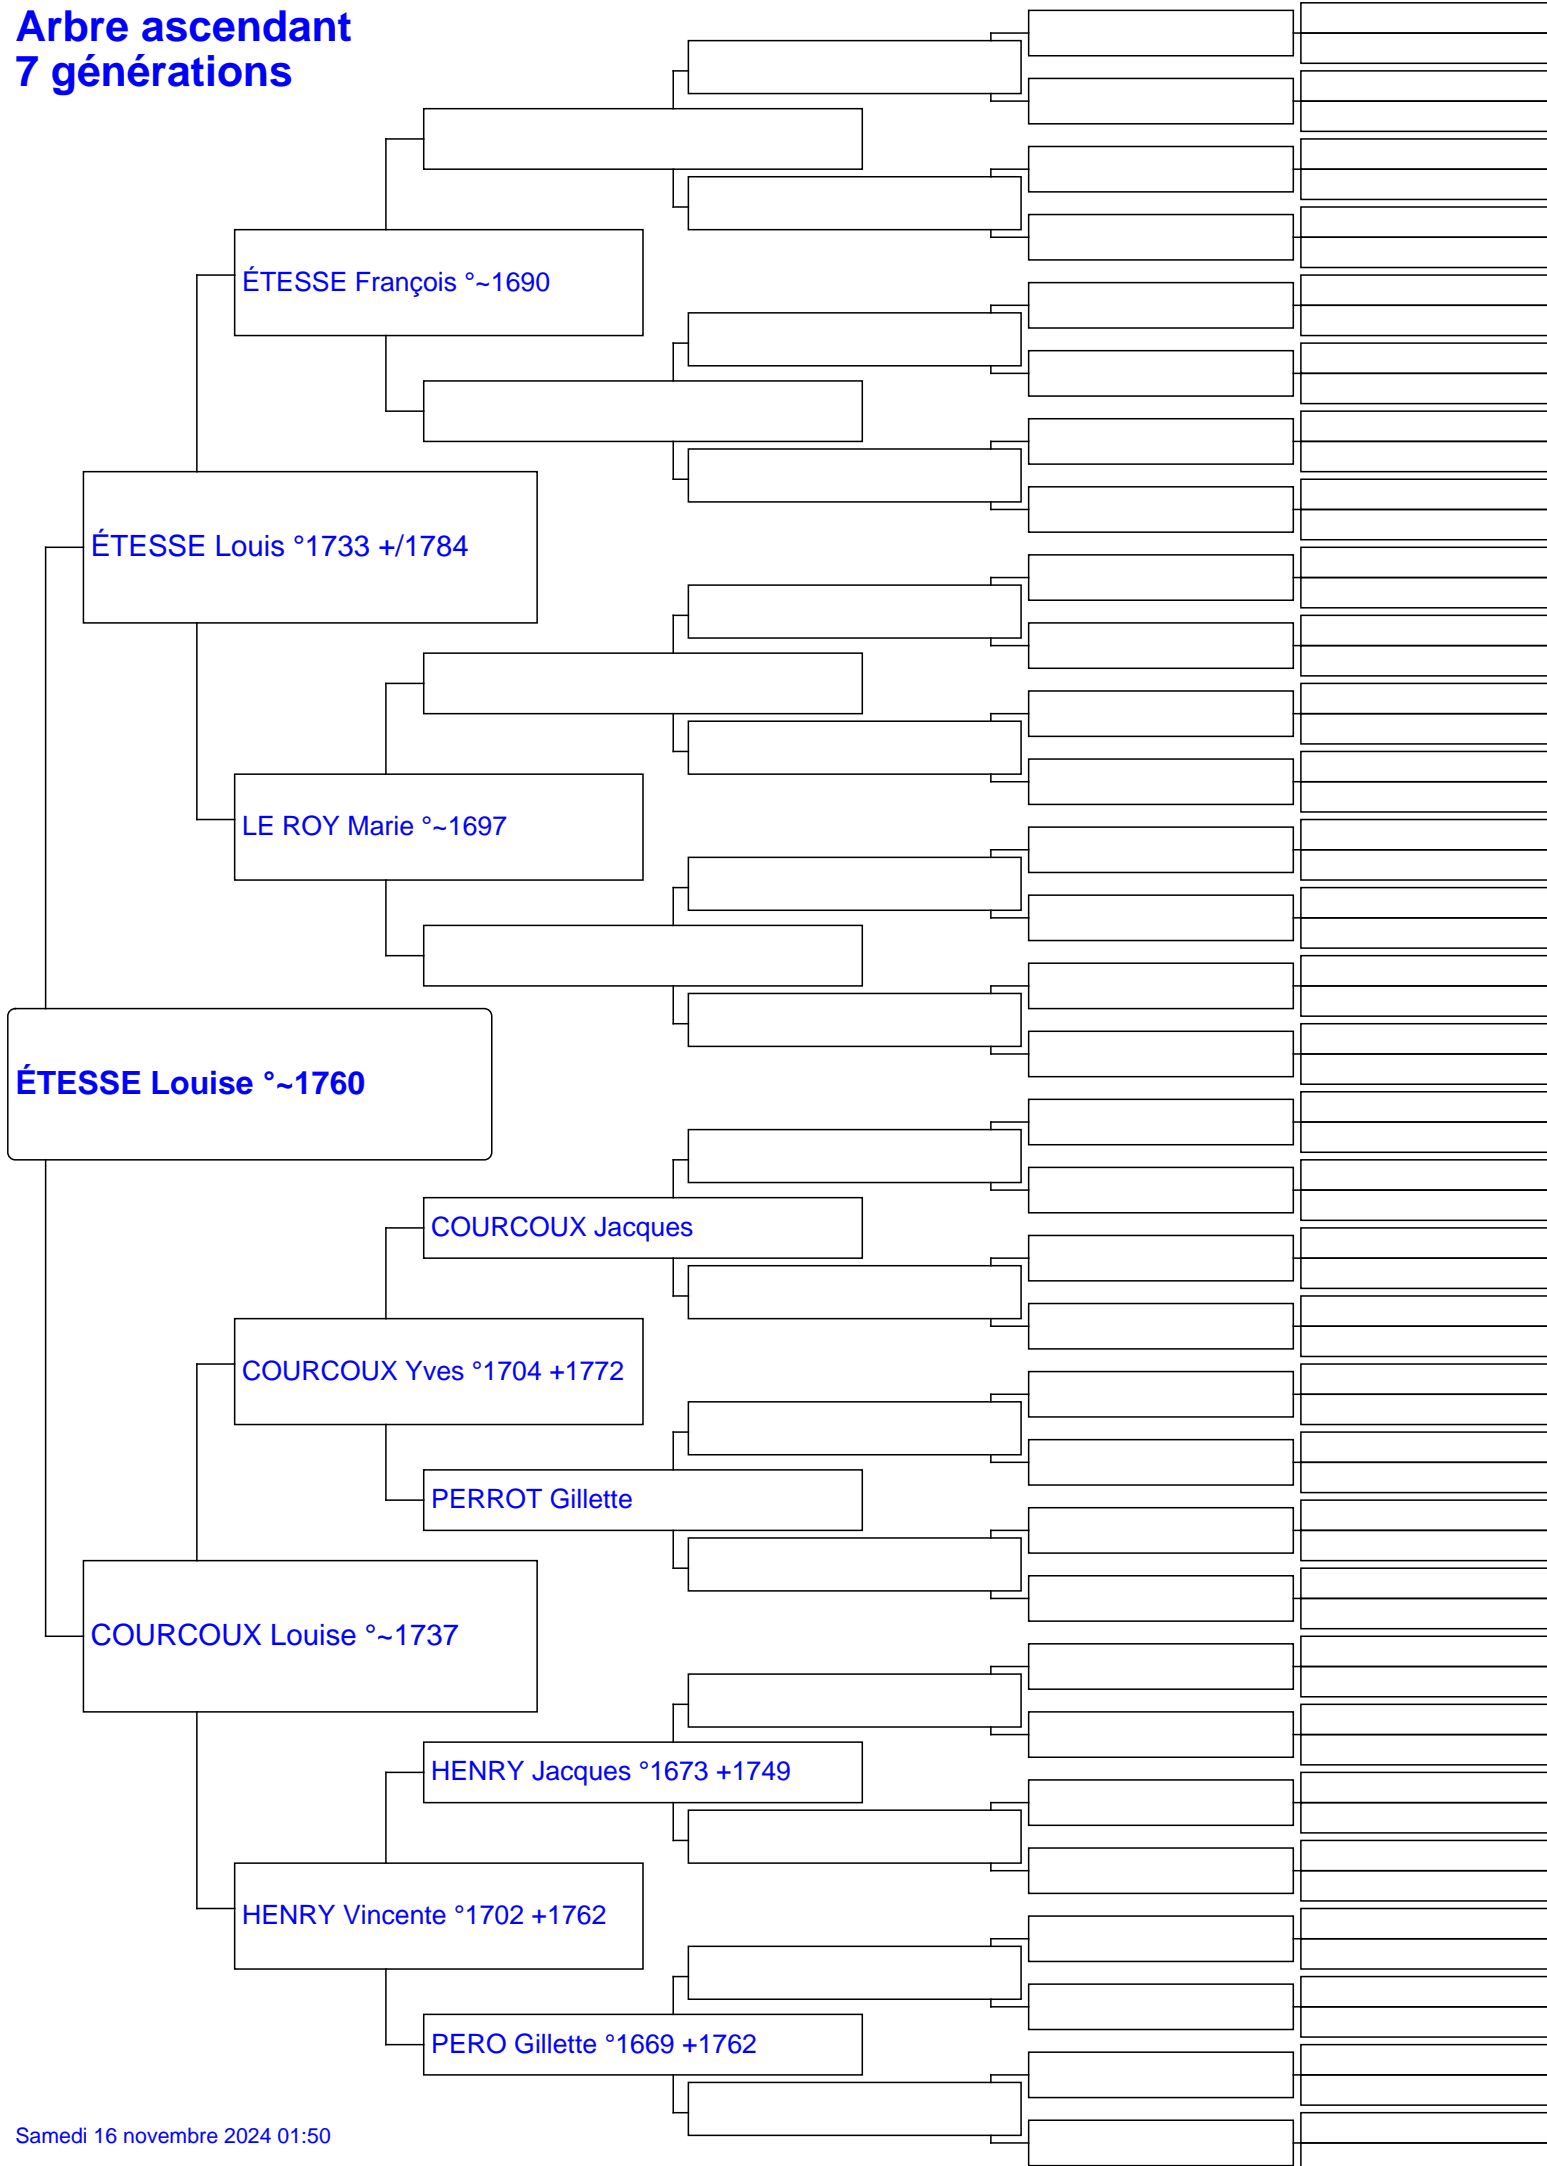 Arbre ascendant
7 générations
ÉTESSE François °~1690
ÉTESSE Louis °1733 +/1784
LE ROY Marie °~1697
ÉTESSE Louise °~1760
COURCOUX Jacques
COURCOUX Yves °1704 +1772
PERROT Gillette
COURCOUX Louise °~1737
HENRY Jacques °1673 +1749
HENRY Vincente °1702 +1762
PERO Gillette °1669 +1762
Samedi 16 novembre 2024 01:50